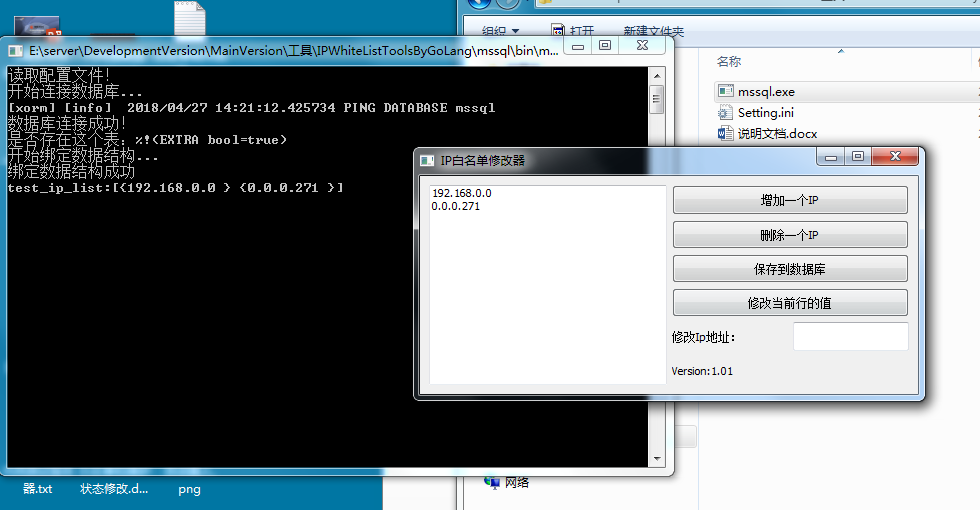 组织 打开 新建文件夹
E:\server\DevelopmentVersion\MainVersion\工具\IPWhiteListToolsByGoLang\mssql\bin\m...
读取配置文件!
开始连接数据库...
[xorm] [info]  2018/04/27 14:21:12.425734 PING DATABASE mssql
数据库连接成功!
是否存在这个表: %!(EXTRA bool=true)
开始绑定数据结构...
绑定数据结构成功
test_ip_list:[{192.168.0.0 } {0.0.0.271 }]
名称
mssql.exe
Setting.ini
说明文档.docx
IP白名单修改器
192.168.0.0
0.0.0.271
增加一个IP
删除一个IP
保存到数据库
修改当前行的值
修改Ip地址:
Version:1.01
网络
器.txt
状态修改.d...
png